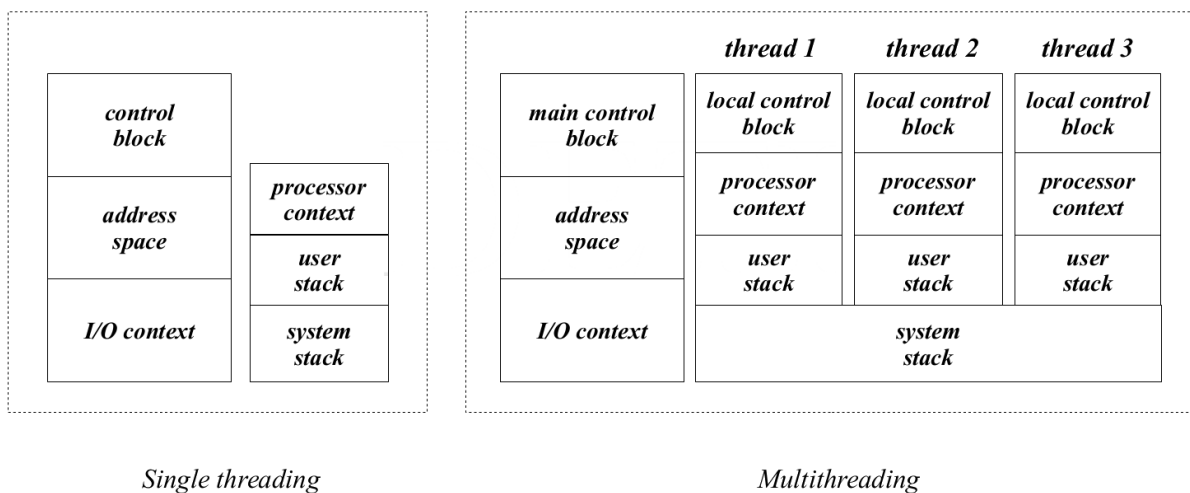 control
block
address
space
I/O context
processor
context
user
stack
system
stack
Single threading
thread 1
thread 2
thread 3
main control
block
address
space
I/O context
local control
block
processor
context
user
stack
local control
block
processor
context
user
stack
local control
block
processor
context
user
stack
system
stack
Multithreading